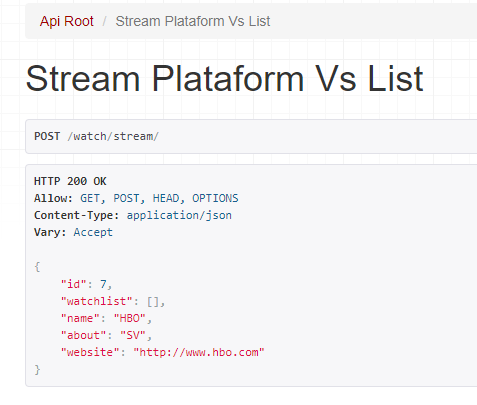 Api Root / Stream Plataform Vs List
Stream Plataform Vs List
POST /watch/stream/
HTTP 200 OK
Allow: GET, POST, HEAD, OPTIONS
Content-Type: application/json
Vary: Accept
{
    "id": 7,
    "watchlist": [],
    "name": "HBO",
    "about": "SV",
    "website": "http://www.hbo.com"
}